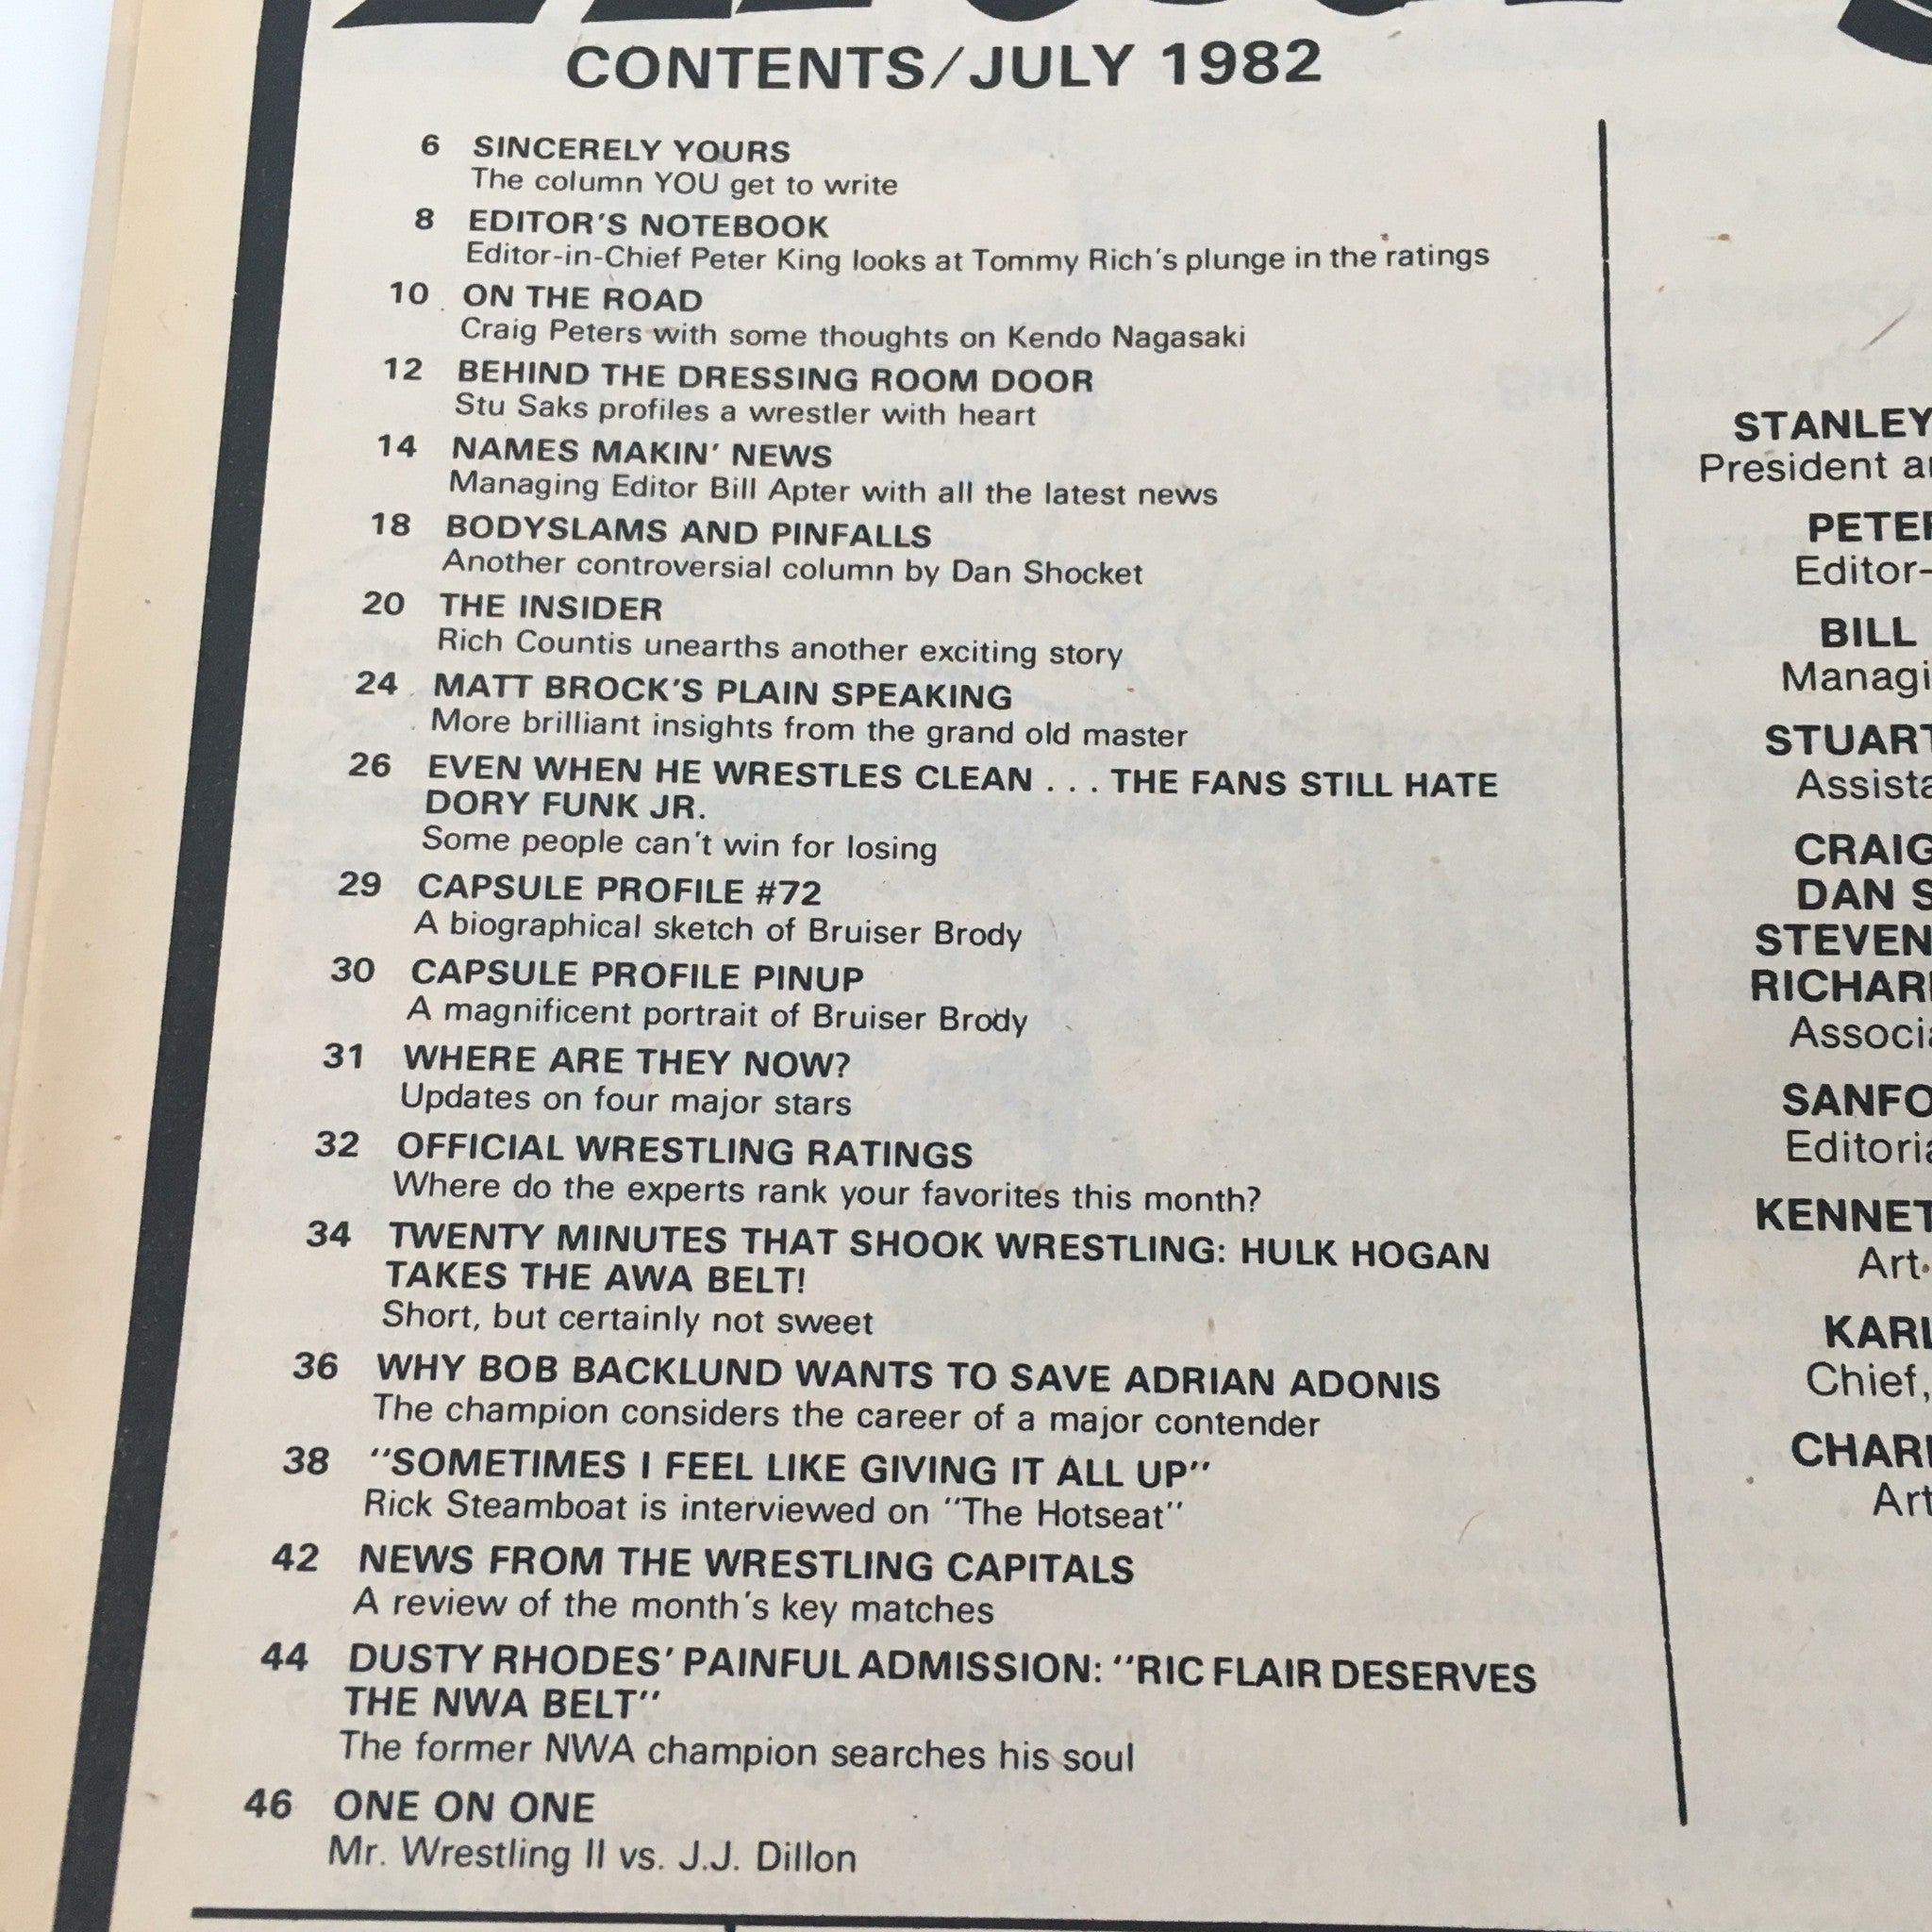 CONTENTS/JULY 1982
6 SINCERELY YOURS
The column YOU get to write
8 EDITOR'S NOTEBOOK
Editor-in-Chief Peter King looks at Tommy Rich's plunge in the ratings
10 ON THE ROAD
Craig Peters with some thoughts on Kendo Nagasaki
12 BEHIND THE DRESSING ROOM DOOR
Stu Saks profiles a wrestler with heart
14 NAMES MAKIN' NEWS
Managing Editor Bill Apter with all the latest news
18 BODYSLAMS AND PINFALLS
Another controversial column by Dan Shocket
20 THE INSIDER
Rich Countis unearths another exciting story
24 MATT BROCK'S PLAIN SPEAKING
More brilliant insights from the grand old master
26 EVEN WHEN HE WRESTLES CLEAN . . . THE FANS STILL HATE
DORY FUNK JR.
Some people can't win for losing
29 CAPSULE PROFILE #72
A biographical sketch of Bruiser Brody
30 CAPSULE PROFILE PINUP
A magnificent portrait of Bruiser Brody
31 WHERE ARE THEY NOW?
Updates on four major stars
32 OFFICIAL WRESTLING RATINGS
Where do the experts rank your favorites this month?
34 TWENTY MINUTES THAT SHOOK WRESTLING: HULK HOGAN
TAKES THE AWA BELT!
Short, but certainly not sweet
36 WHY BOB BACKLUND WANTS TO SAVE ADRIAN ADONIS
The champion considers the career of a major contender
38 "SOMETIMES I FEEL LIKE GIVING IT ALL UP"
Rick Steamboat is interviewed on "The Hotseat"
42 NEWS FROM THE WRESTLING CAPITALS
A review of the month's key matches
44 DUSTY RHODES' PAINFUL ADMISSION: "RIC FLAIR DESERVES
THE NWA BELT"
The former NWA champion searches his soul
46 ONE ON ONE
Mr. Wrestling II vs. J.J. Dillon
STANLEY
President
PETER
Editor-
BILL
Managi
STUART
Assista
CRAIG
DAN S
STEVEN
RICHAR
Associa
SANFO
Editoria
KENNET
Art
KARL
Chief,
CHAR
Art